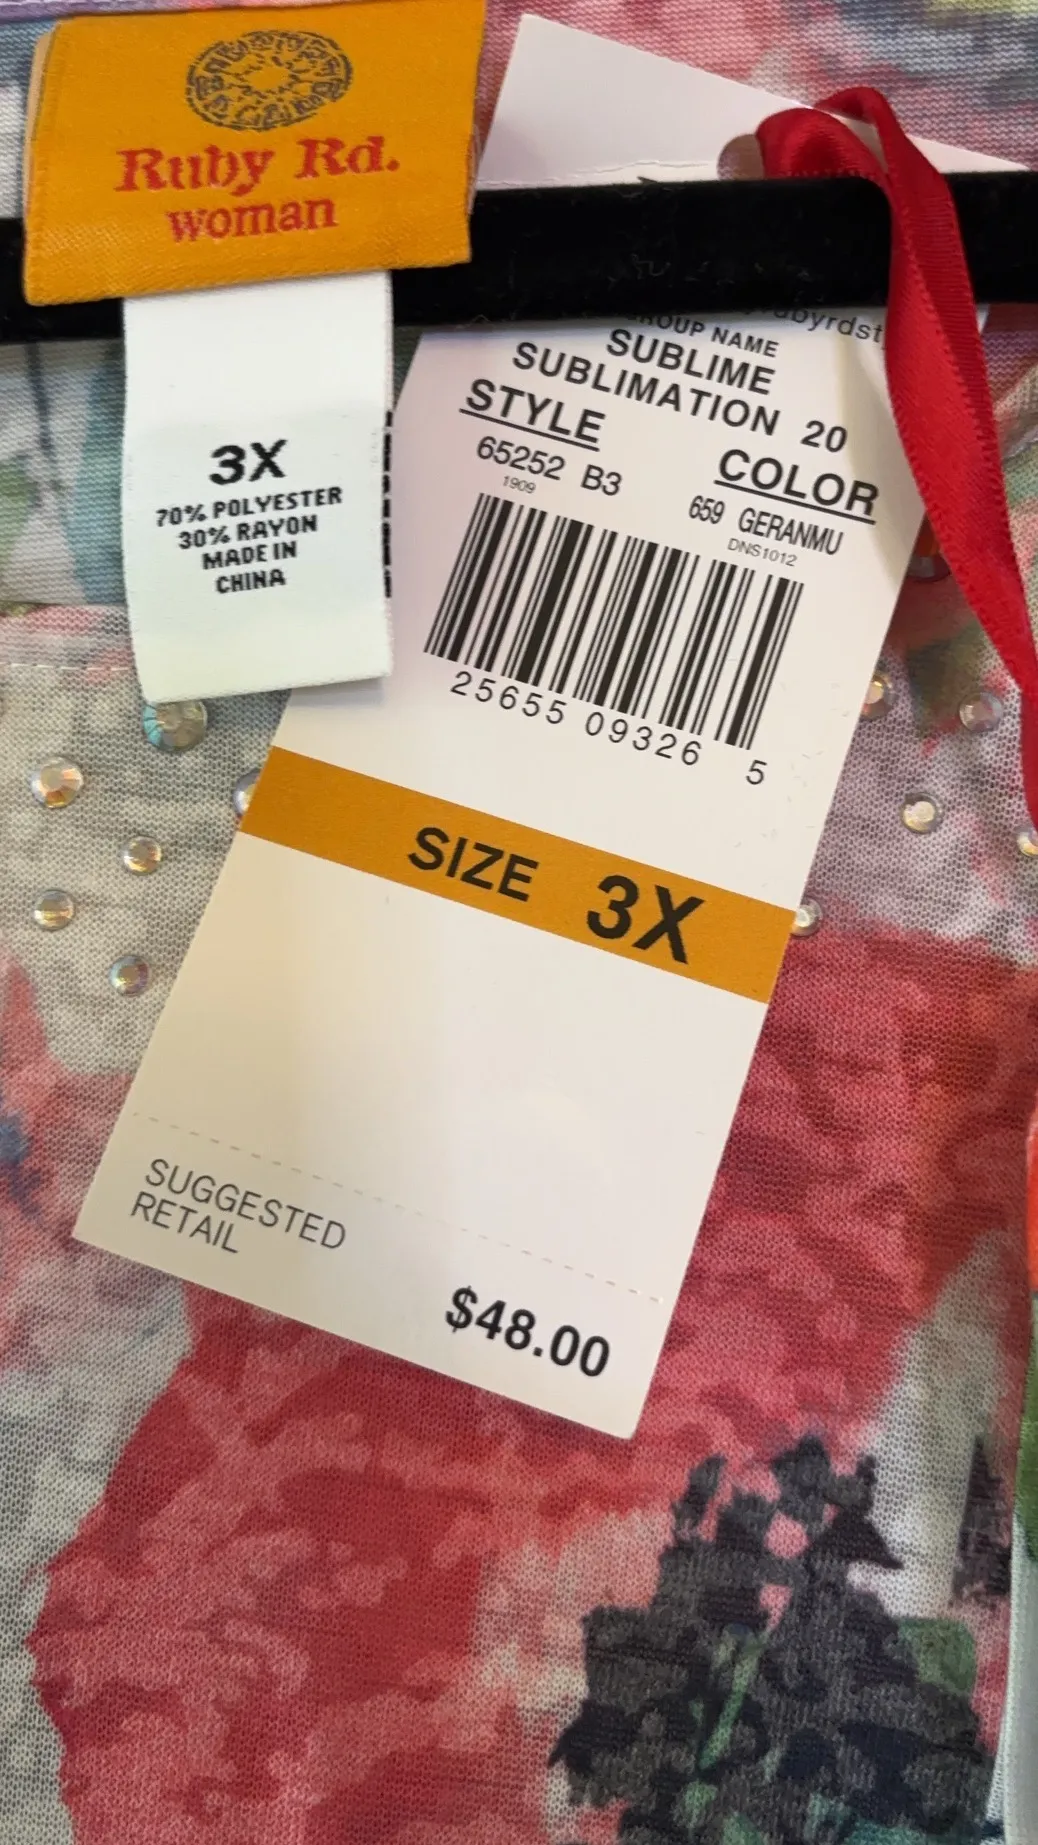 Ruby Rd.
woman
3X
70% POLYESTER
30% RAYON
MADE IN
CHINA
NAME
SUBLIME
SUBLIMATION 20
STYLE
65252 B3
1909
COLOR
659 GERANMU
DNS1012
25655 09326 5
SIZE 3X
SUGGESTED
RETAIL
$48.00